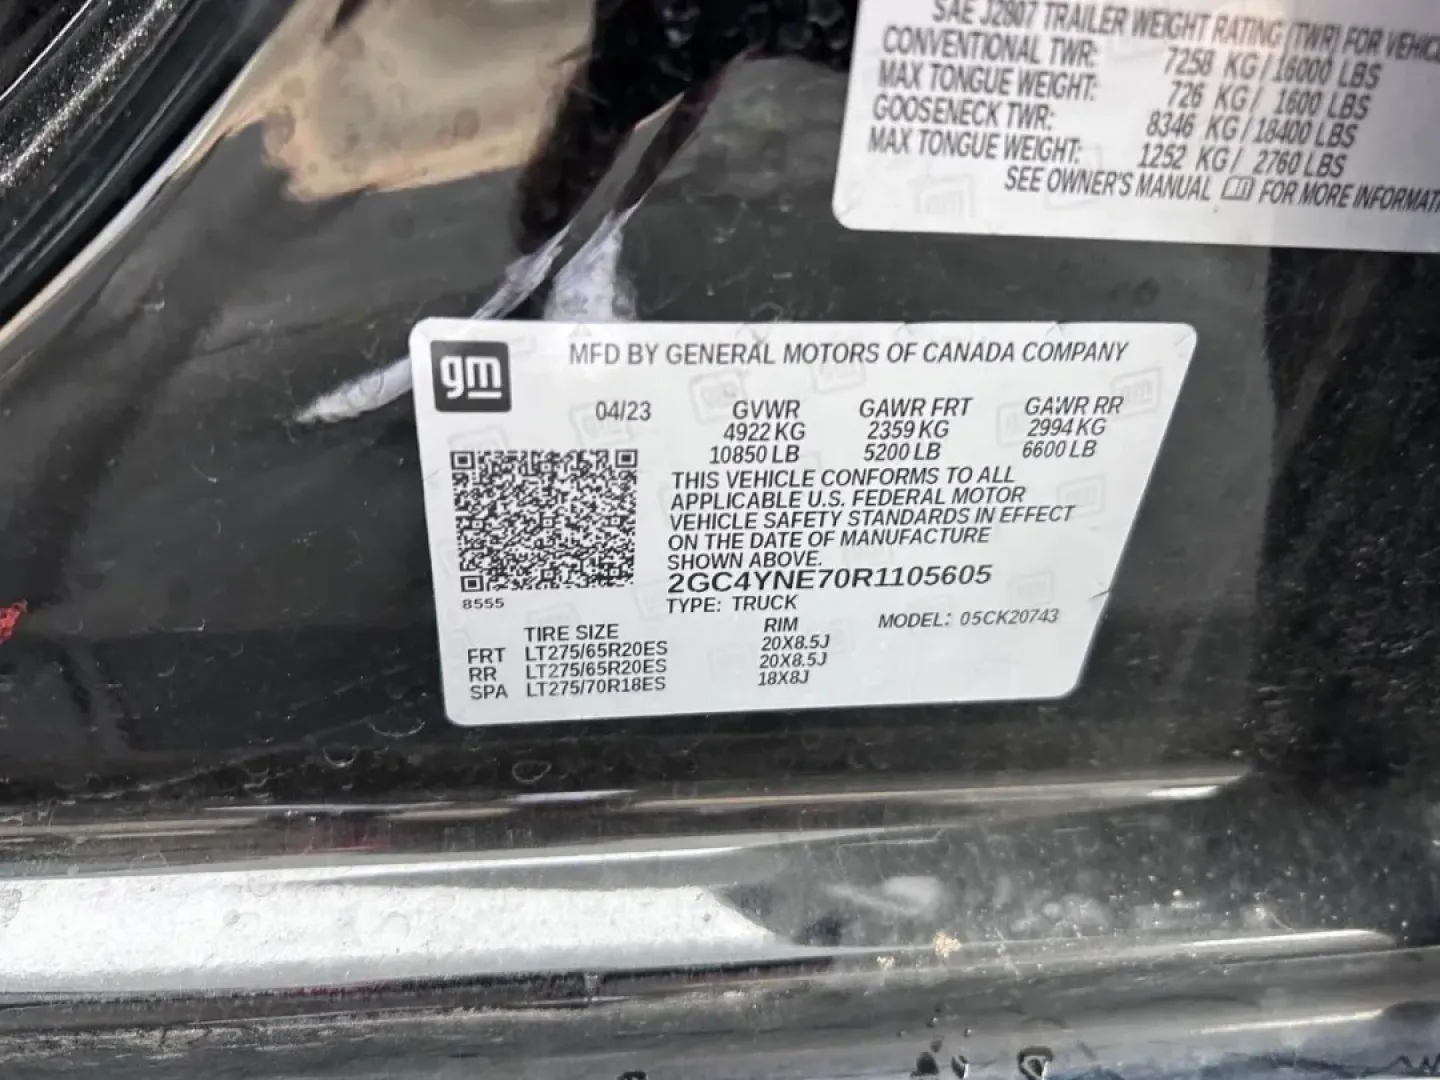 SAE J2807 TRAILER WEIGHT RATING (TWR) FOR
CONVENTIONAL TWR: 7258 KG / 16000 LBS
MAX TONGUE WEIGHT: 726 KG / 1600 LBS
GOOSENECK TWR: 8346 KG / 18400 LBS
MAX TONGUE WEIGHT: 1252 KG / 2760 LBS
SEE OWNER'S MANUAL FOR MORE
gm
MFD BY GENERAL MOTORS OF CANADA COMPANY
04/23 GVWR GAWR FRT GAWR RR
4922 KG 2359 KG 2994 KG
10850 LB 5200 LB 6600 LB
THIS VEHICLE CONFORMS TO ALL
APPLICABLE U.S. FEDERAL MOTOR
VEHICLE SAFETY STANDARDS IN EFFECT
ON THE DATE OF MANUFACTURE
SHOWN ABOVE.
2GC4YNE70R1105605
8555
TYPE: TRUCK
MODEL: 05CK20743
TIRE SIZE RIM
FRT LT275/65R20ES 20X8.5J
RR LT275/65R20ES 20X8.5J
SPA LT275/70R18ES 18X8J